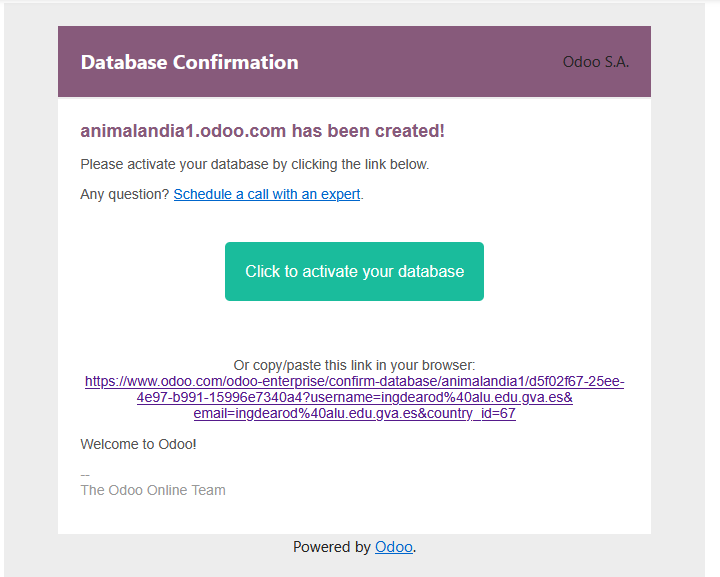 Database Confirmation
Odoo S.A.
animalandia1.odoo.com has been created!
Please activate your database by clicking the link below.
Any question? Schedule a call with an expert.
Click to activate your database
Or copy/paste this link in your browser:
https://www.odoo.com/odoo-enterprise/confirm-database/animalandia1/d5f02f67-25ee-
4e97-b991-15996e7340a4?username=ingdearod%40alu.edu.gva.es&
email=ingdearod%40alu.edu.gva.es&country_id=67
Welcome to Odoo!
--
The Odoo Online Team
Powered by Odoo.